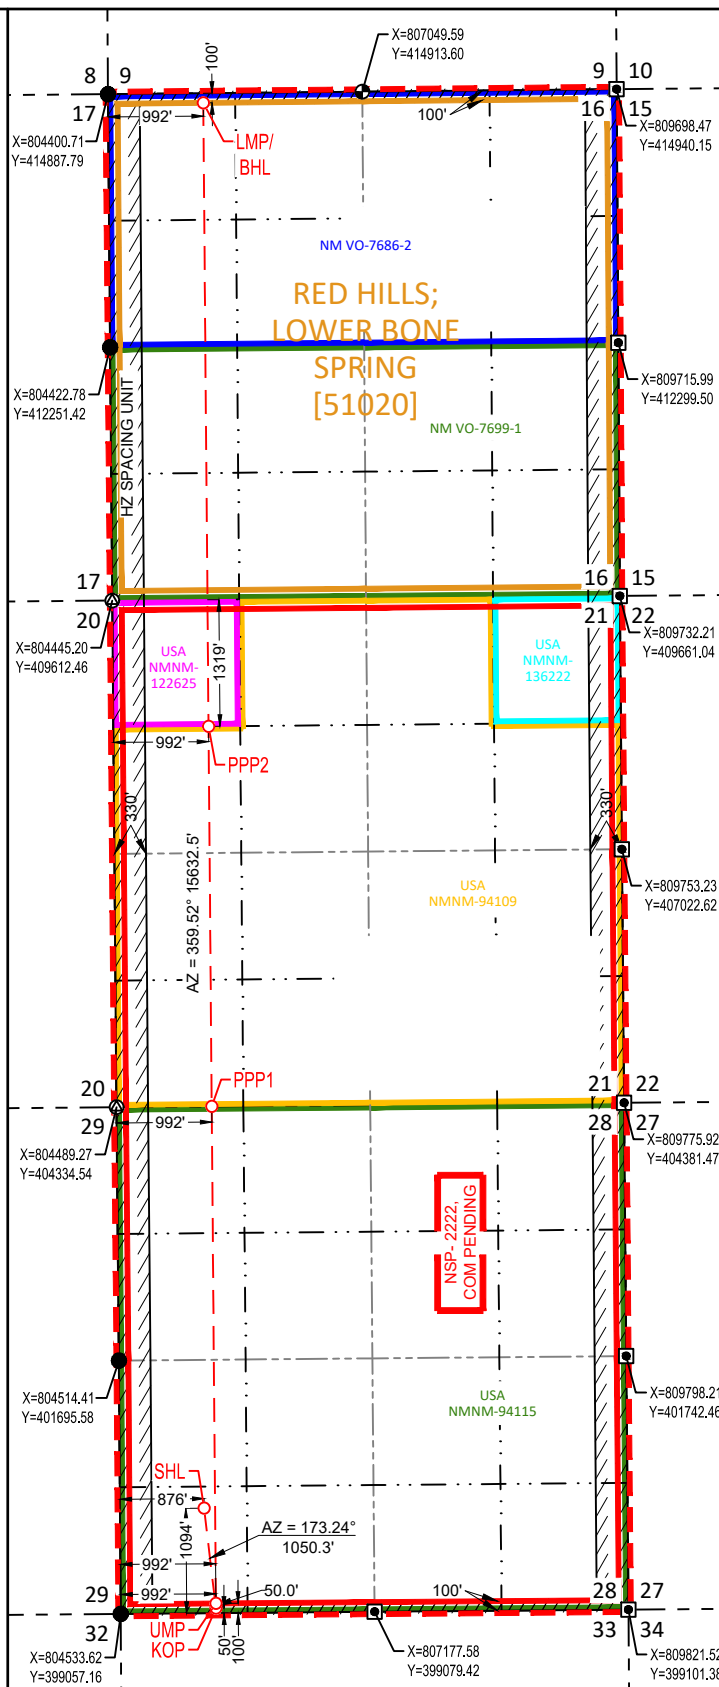 X=807049.59
Y=414913.60
100'
8 9
9 10
17
16 15
992'
100'
X=804400.71
Y=414887.79
LMP/
BHL
X=809698.47
Y=414940.15
NM VO-7686-2
RED HILLS;
LOWER BONE
SPRING
[51020]
X=804422.78
Y=412251.42
X=809715.99
Y=412299.50
HZ SPACING UNIT
NM VO-7699-1
17
16 15
20
21 22
X=804445.20
Y=409612.46
X=809732.21
Y=409661.04
USA
NMNM-
122625
1319'
USA
NMNM-
136222
992'
PPP2
330'
330'
X=809753.23
Y=407022.62
USA
NMNM-94109
AZ = 359.52° 15632.5'
PPP1
20
21 22
29
992'
28 27
X=804489.27
Y=404334.54
X=809775.92
Y=404381.47
NSP- 2222,
COM PENDING
X=804514.41
Y=401695.58
X=809798.21
Y=401742.46
USA
NMNM-94115
SHL
876'
1094'
AZ = 173.24°
1050.3'
992'
992'
50.0'
100'
29
28 27
32
33 34
UMP
KOP
50'
100'
X=804533.62
Y=399057.16
X=807177.58
Y=399079.42
X=809821.52
Y=399101.38